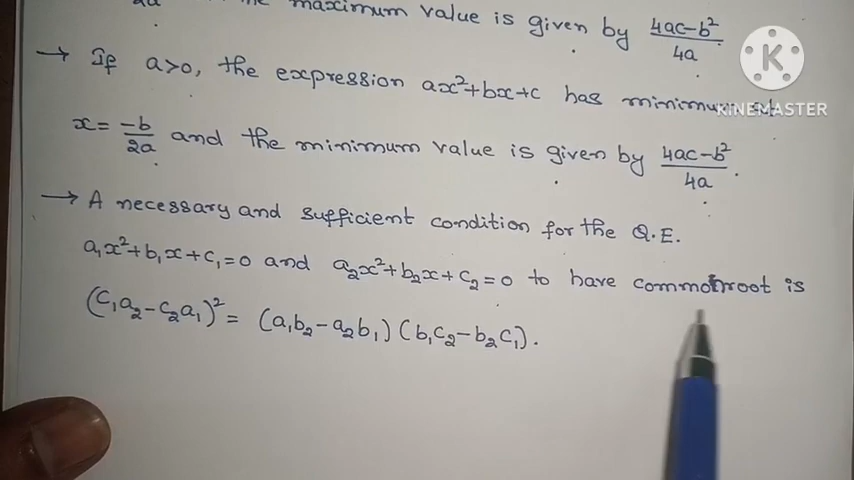 maximum value is given by 4ac-b²/4a
→ If a>0, the expression ax²+bx+c has minimum at
x= -b/2a and the minimum value is given by 4ac-b²/4a.
→ A necessary and sufficient condition for the Q.E.
a₁x²+b₁x+c₁=0 and a₂x²+b₂x+c₂=0 to have common root is
(c₁a₂-c₂a₁)² = (a₁b₂-a₂b₁)(b₁c₂-b₂c₁).
KINEMASTER